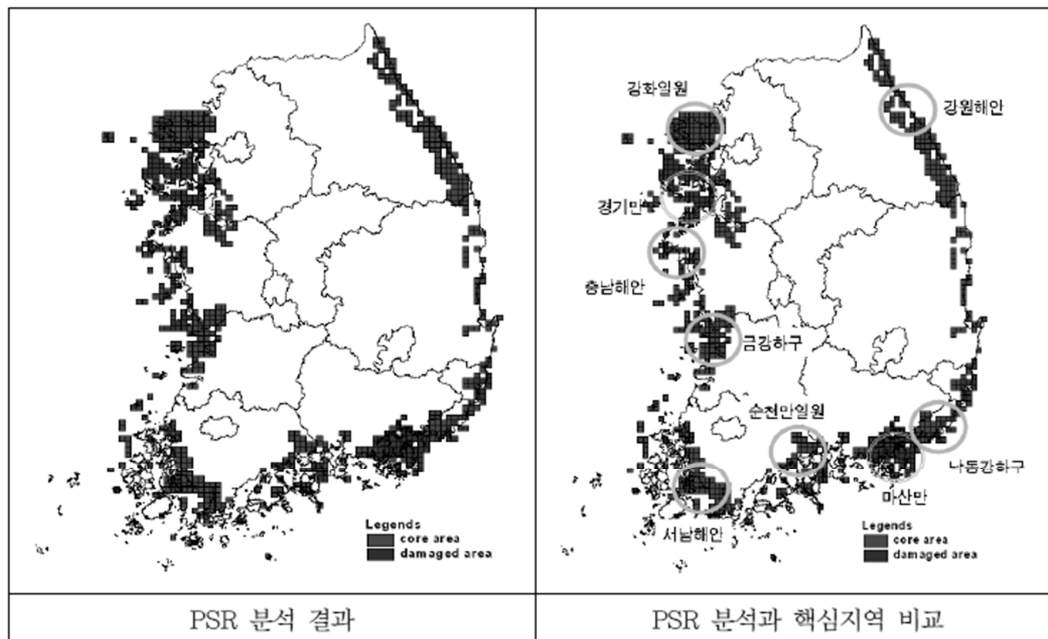 Legends
core area
damaged area
강화일원
강원해안
경기만
충남해안
금강하구
순천만일원
낙동강하구
마산만
서남해안
Legends
core area
damaged area
PSR 분석 결과
PSR 분석과 핵심지역 비교